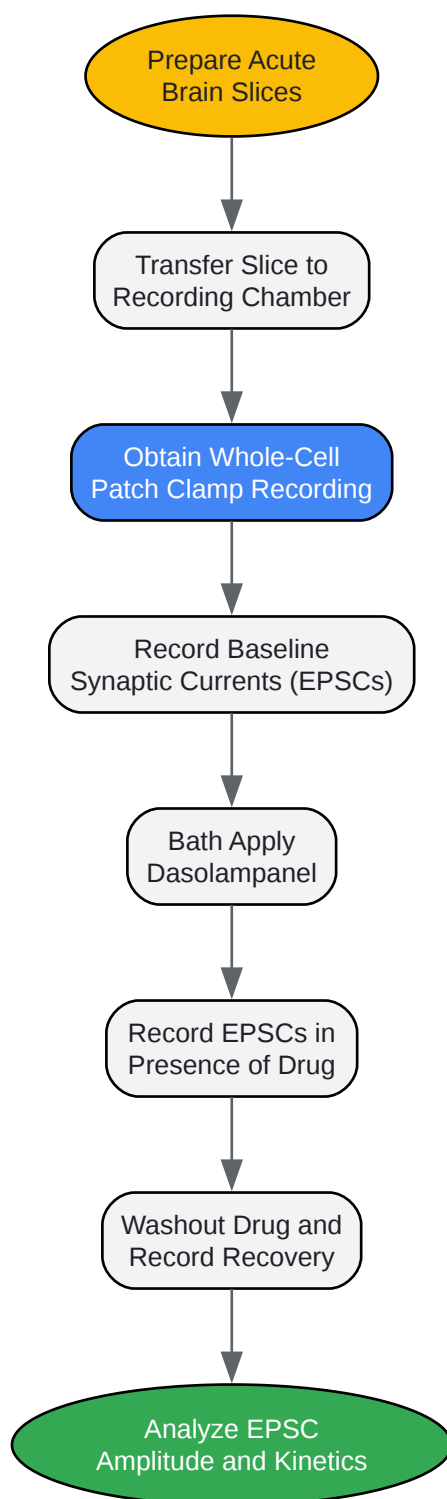 Prepare Acute
Brain Slices
Transfer Slice to
Recording Chamber
Obtain Whole-Cell
Patch Clamp Recording
Record Baseline
Synaptic Currents (EPSCs)
Bath Apply
Dasolampanel
Record EPSCs in
Presence of Drug
Washout Drug and
Record Recovery
Analyze EPSC
Amplitude and Kinetics